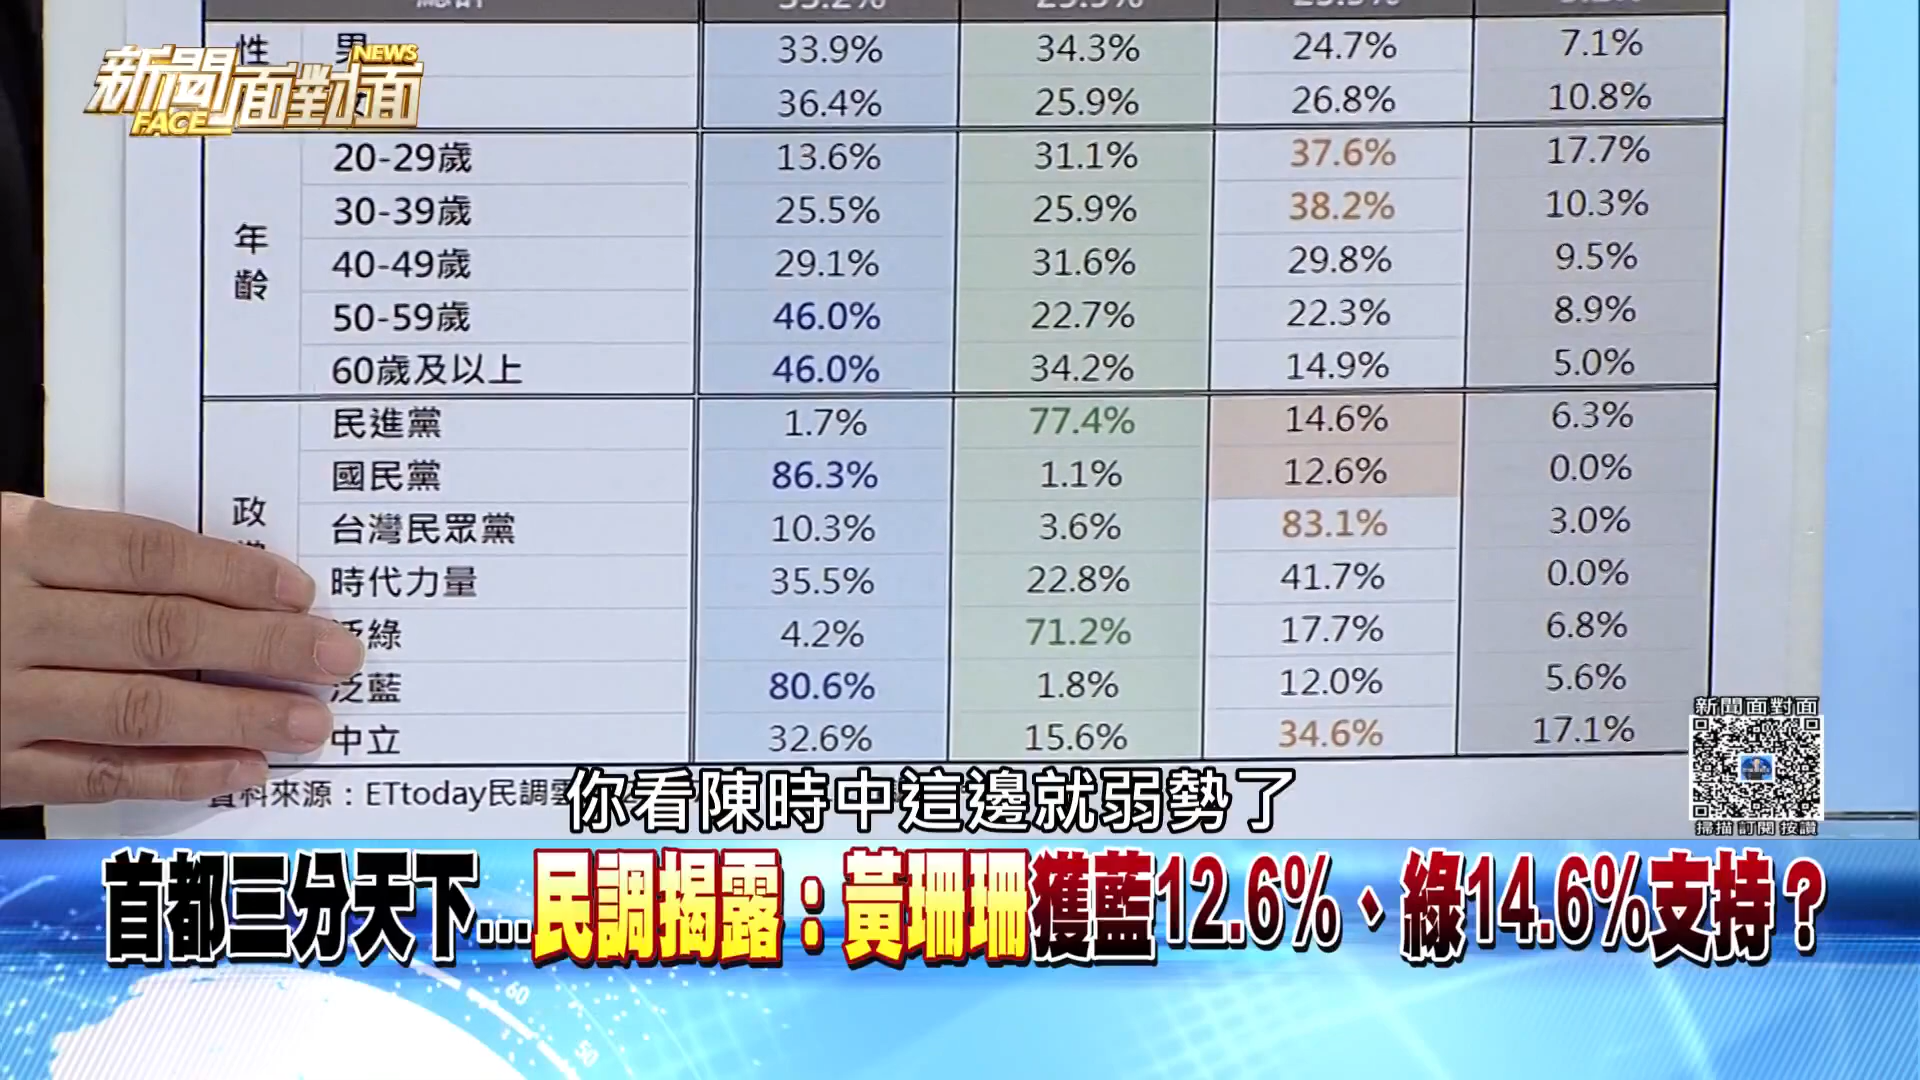 新聞面對面
NEWS
FACE
性 男 33.9% 34.3% 24.7% 7.1%
36.4% 25.9% 26.8% 10.8%
年齡
20-29歲 13.6% 31.1% 37.6% 17.7%
30-39歲 25.5% 25.9% 38.2% 10.3%
40-49歲 29.1% 31.6% 29.8% 9.5%
50-59歲 46.0% 22.7% 22.3% 8.9%
60歲及以上 46.0% 34.2% 14.9% 5.0%
政
民進黨 1.7% 77.4% 14.6% 6.3%
國民黨 86.3% 1.1% 12.6% 0.0%
台灣民眾黨 10.3% 3.6% 83.1% 3.0%
時代力量 35.5% 22.8% 41.7% 0.0%
泛綠 4.2% 71.2% 17.7% 6.8%
泛藍 80.6% 1.8% 12.0% 5.6%
中立 32.6% 15.6% 34.6% 17.1%
資料來源：ETtoday民調雲
你看陳時中這邊就弱勢了
新聞面對面
掃描 訂閱 按讚
首都三分天下...民調揭露：黃珊珊獲藍12.6%、綠14.6%支持？
60
50